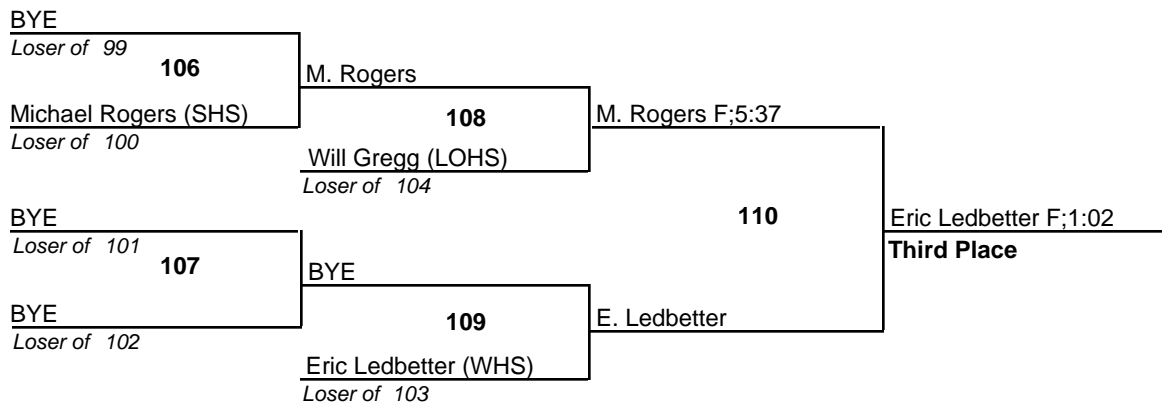 BYE
Loser of 99
106
M. Rogers
Michael Rogers (SHS)
Loser of 100
108
M. Rogers F;5:37
Will Gregg (LOHS)
Loser of 104
BYE
Loser of 101
107
110
Eric Ledbetter F;1:02
Third Place
BYE
BYE
Loser of 102
109
E. Ledbetter
Eric Ledbetter (WHS)
Loser of 103